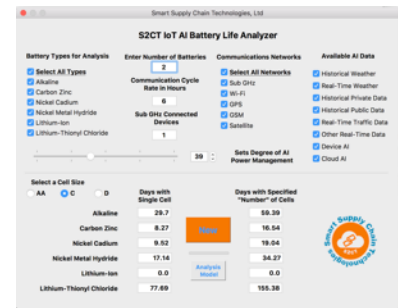 Smart Supply Chain Technologies, Ltd
S2CT IoT AI Battery Life Analyzer
Battery Types for Analysis
Select All Types
Alkaline
Carbon Zinc
Nickel Cadium
Nickel Metal Hydride
Lithium-Ion
Lithium-Thionyl Chloride
Enter Number of Batteries
2
Communication Cycle
Rate in Hours
6
Sub GHz Connected
Devices
1
Communications Networks
Select All Networks
Sub GHz
Wi-Fi
GPS
GSM
Satellite
Available AI Data
Historical Weather
Real-Time Weather
Historical Private Data
Historical Public Data
Real-Time Traffic Data
Other Real-Time Data
Device AI
Cloud AI
39
Sets Degree of AI
Power Management
Select a Cell Size
AA C D
Days with
Single Cell
Days with Specified
"Number" of Cells
Alkaline 29.7 59.39
Carbon Zinc 8.27 16.54
Nickel Cadium 9.52 19.04
Nickel Metal Hydride 17.14 34.27
Lithium-Ion 0.0 0.0
Lithium-Thionyl Chloride 77.69 155.38
Analysis
Model
Smart Supply Chain
Technologies
S2CT